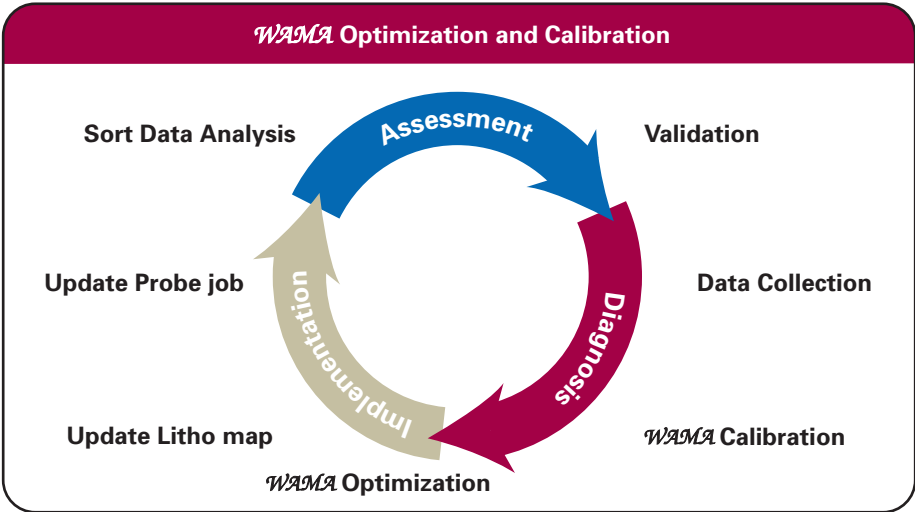 WAMA Optimization and Calibration
Assessment
Sort Data Analysis
Validation
Update Probe job
Implementation
Diagnosis
Data Collection
Update Litho map
WAMA Calibration
WAMA Optimization